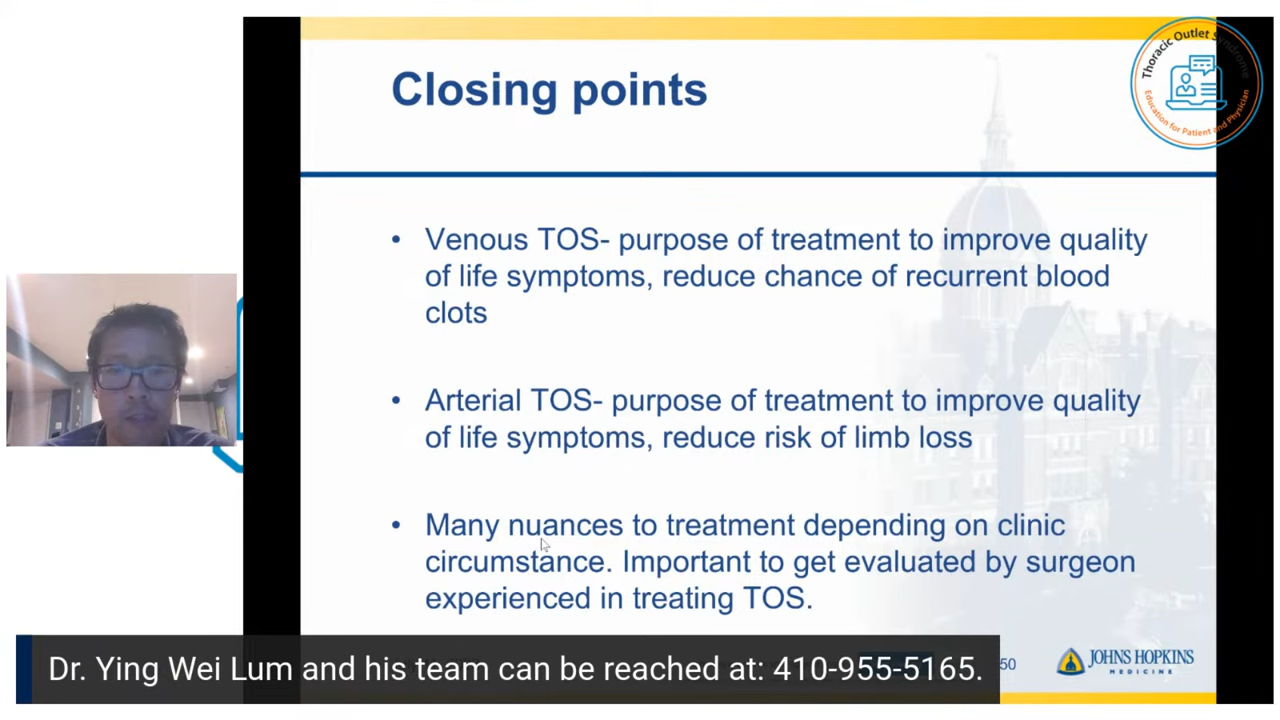 Thoracic Outlet Syndrome
Education for Patient and Physician
Closing points
• Venous TOS- purpose of treatment to improve quality
of life symptoms, reduce chance of recurrent blood
clots
• Arterial TOS- purpose of treatment to improve quality
of life symptoms, reduce risk of limb loss
• Many nuances to treatment depending on clinic
circumstance. Important to get evaluated by surgeon
experienced in treating TOS.
Dr. Ying Wei Lum and his team can be reached at: 410-955-5165.
50
JOHNS HOPKINS
MEDICINE